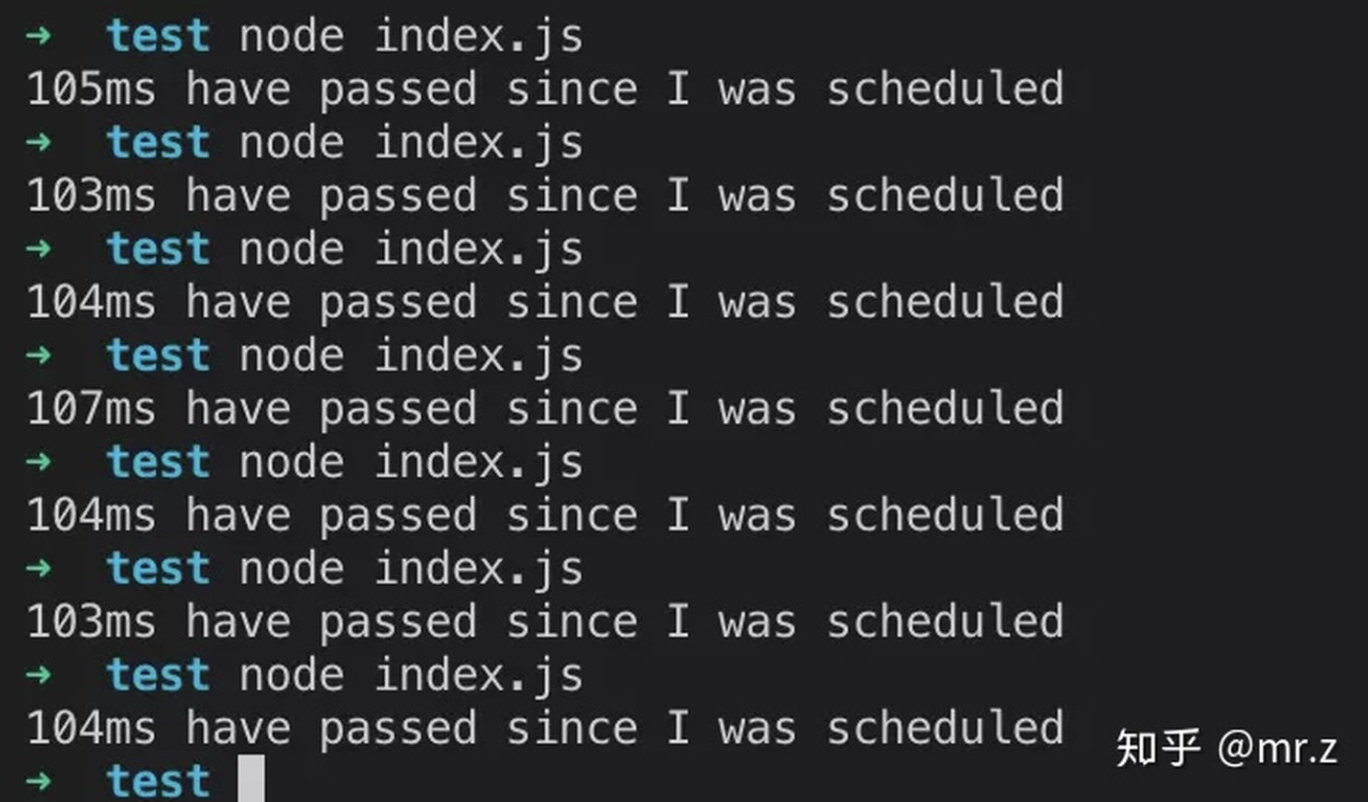 ➜ test node index.js
105ms have passed since I was scheduled
➜ test node index.js
103ms have passed since I was scheduled
➜ test node index.js
104ms have passed since I was scheduled
➜ test node index.js
107ms have passed since I was scheduled
➜ test node index.js
104ms have passed since I was scheduled
➜ test node index.js
103ms have passed since I was scheduled
➜ test node index.js
104ms have passed since I was scheduled
➜ test
知乎 @mr.z